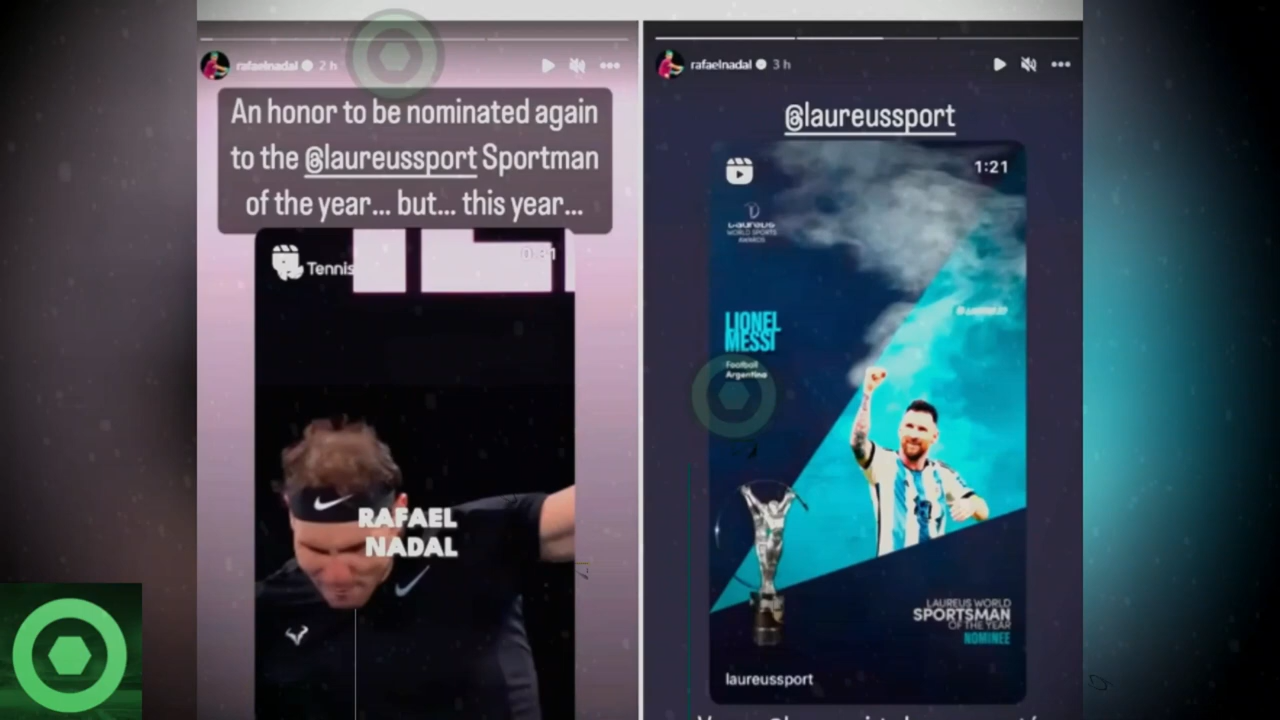 rafaelnadal 2 h
An honor to be nominated again
to the @laureussport Sportman
of the year... but... this year...
Tennis
0:31
RAFAEL
NADAL
rafaelnadal 3 h
@laureussport
1:21
Laureus
WORLD SPORTS
AWARDS
LIONEL
MESSI
Football
Argentina
LAUREUS WORLD
SPORTSMAN
OF THE YEAR
NOMINEE
laureussport